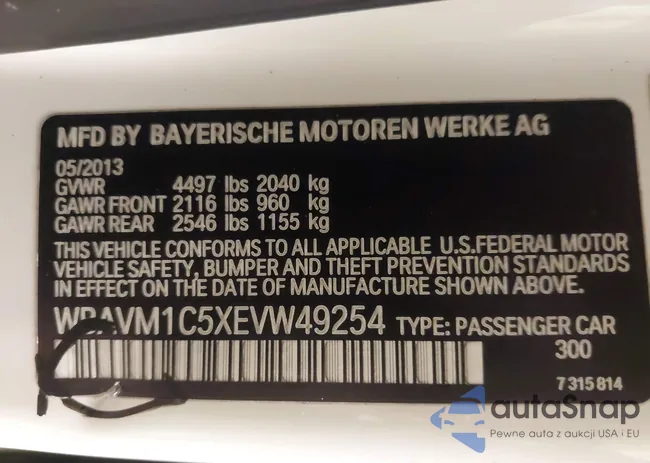 MFD BY BAYERISCHE MOTOREN WERKE AG
05/2013
GVWR 4497 lbs 2040 kg
GAWR FRONT 2116 lbs 960 kg
GAWR REAR 2546 lbs 1155 kg
THIS VEHICLE CONFORMS TO ALL APPLICABLE U.S.FEDERAL MOTOR
VEHICLE SAFETY, BUMPER AND THEFT PREVENTION STANDARDS
IN EFFECT ON THE DATE OF MANUFACTURE SHOWN ABOVE.
WBAVM1C5XEVW49254 TYPE: PASSENGER CAR
300
7 315 814
autaSnap
Pewne auta z aukcji USA i EU